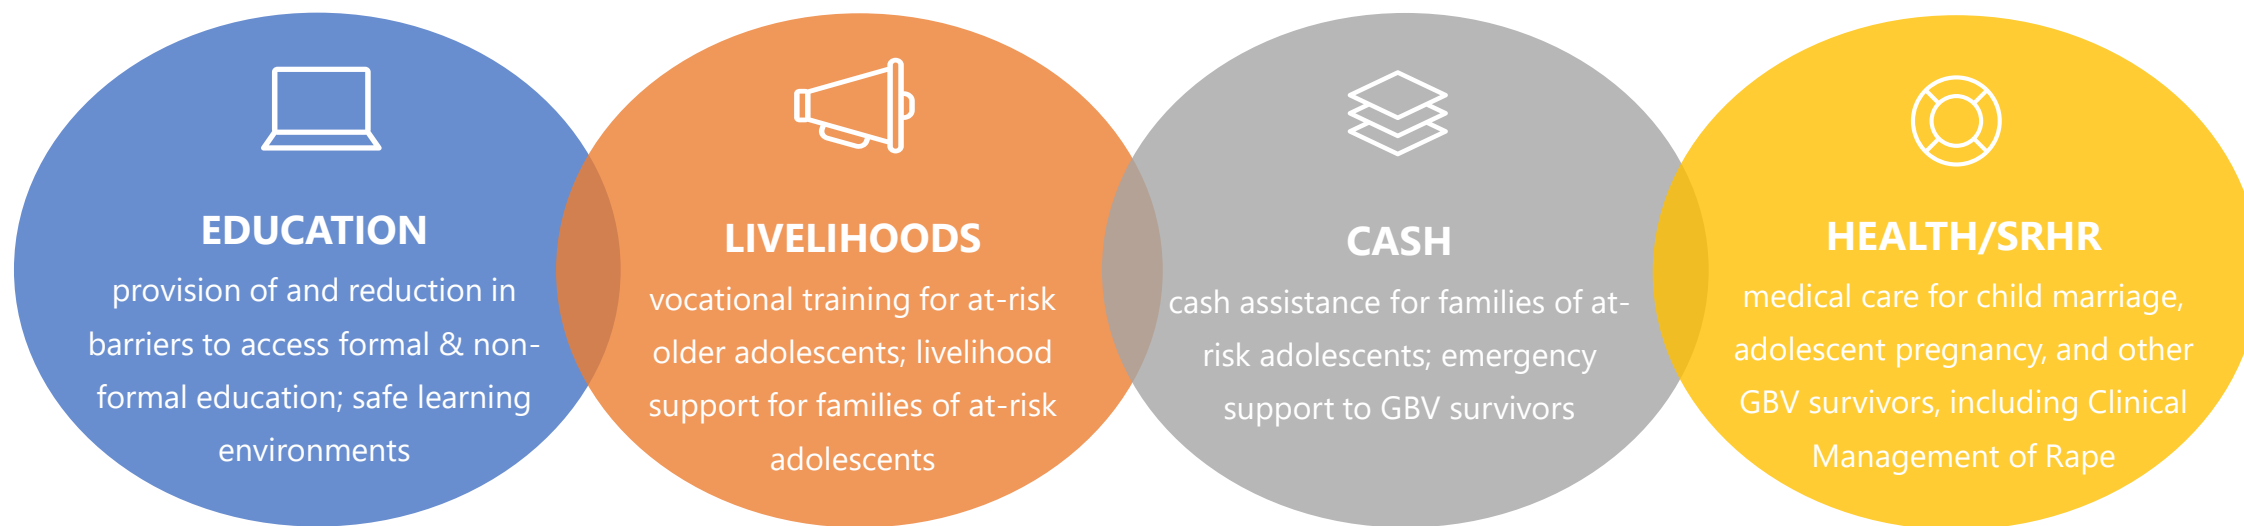 EDUCATION
provision of and reduction in
barriers to access formal & non-
formal education; safe learning
environments
LIVELIHOODS
vocational training for at-risk
older adolescents; livelihood
support for families of at-risk
adolescents
CASH
cash assistance for families of at-
risk adolescents; emergency
support to GBV survivors
HEALTH/SRHR
medical care for child marriage,
adolescent pregnancy, and other
GBV survivors, including Clinical
Management of Rape